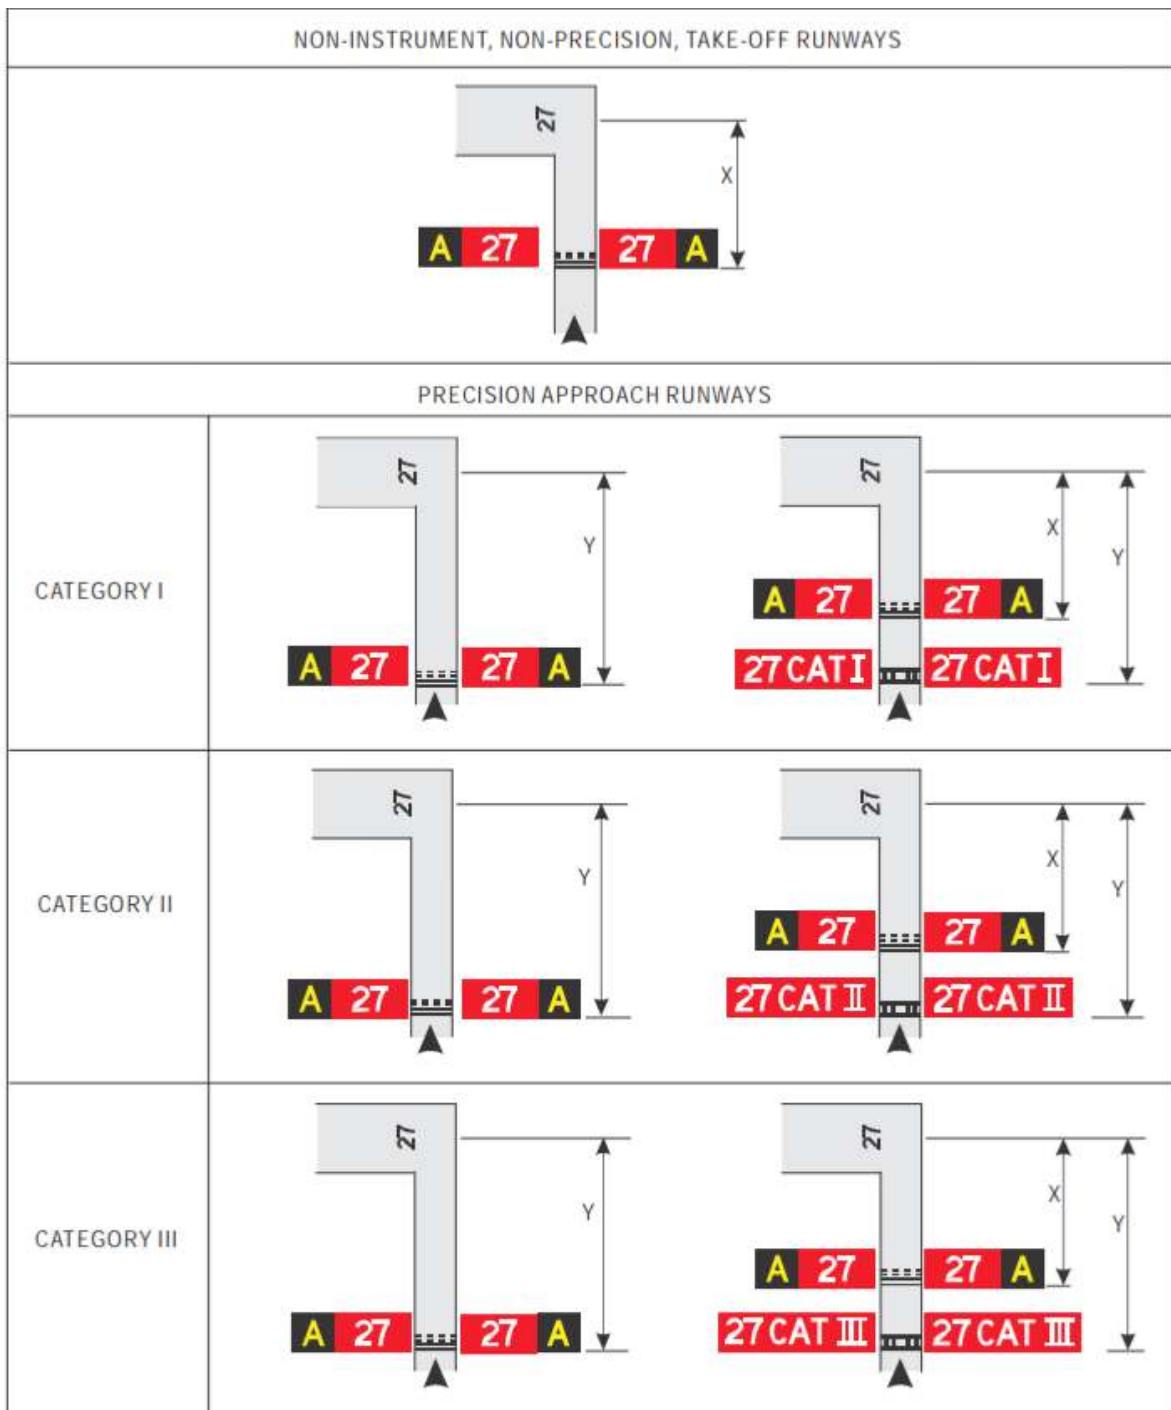 NON-INSTRUMENT, NON-PRECISION, TAKE-OFF RUNWAYS
27
X
A 27 27 A
PRECISION APPROACH RUNWAYS
CATEGORY I
27
Y
A 27 27 A
27
X
Y
A 27 27 A
27 CAT I 27 CAT I
CATEGORY II
27
Y
A 27 27 A
27
X
Y
A 27 27 A
27 CAT II 27 CAT II
CATEGORY III
27
Y
A 27 27 A
27
X
Y
A 27 27 A
27 CAT III 27 CAT III